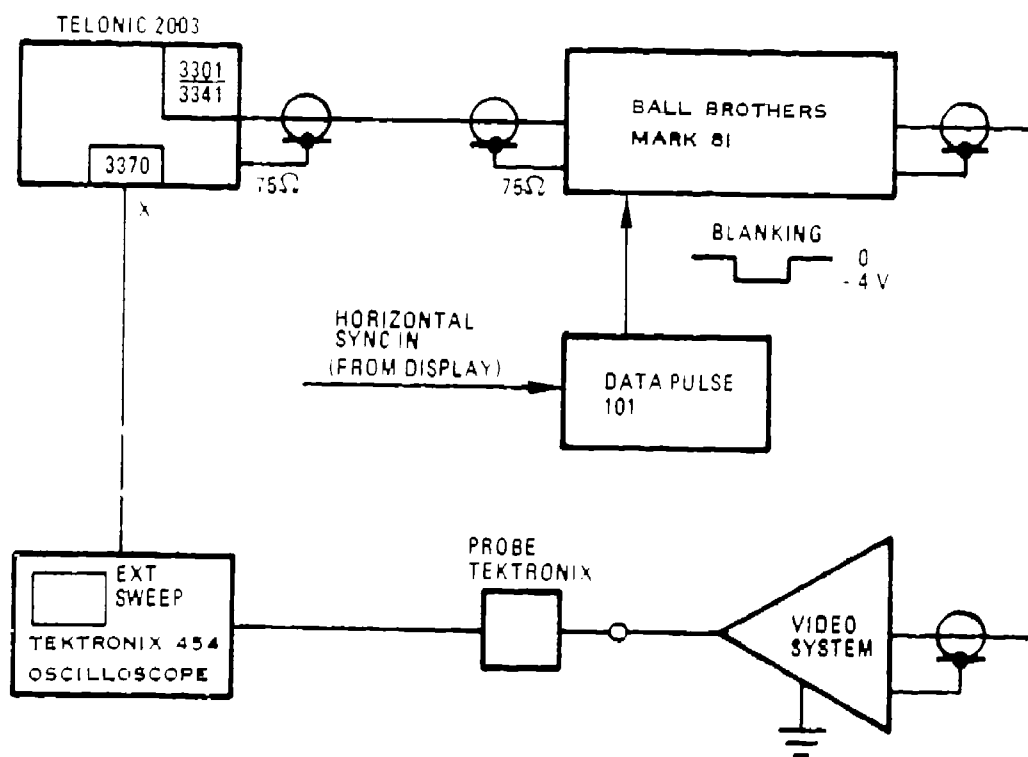 TELONIC 2003
3301
3341
3370
X
75Ω
75Ω
BALL BROTHERS
MARK 81
BLANKING
0
- 4 V
HORIZONTAL
SYNC IN
(FROM DISPLAY)
DATA PULSE
101
EXT
SWEEP
TEKTRONIX 454
OSCILLOSCOPE
PROBE
TEKTRONIX
VIDEO
SYSTEM